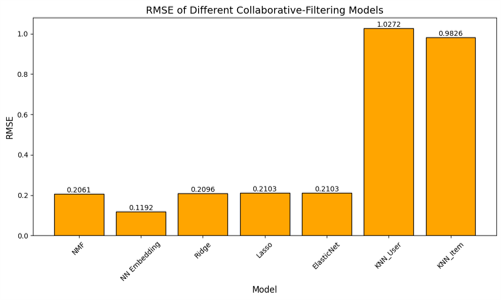 RMSE of Different Collaborative-Filtering Models
RMSE
1.0
0.8
0.6
0.4
0.2
0.0
0.2061
0.1192
0.2096
0.2103
0.2103
1.0272
0.9826
NMF
NN Embedding
Ridge
Lasso
ElasticNet
KNN_User
KNN_Item
Model